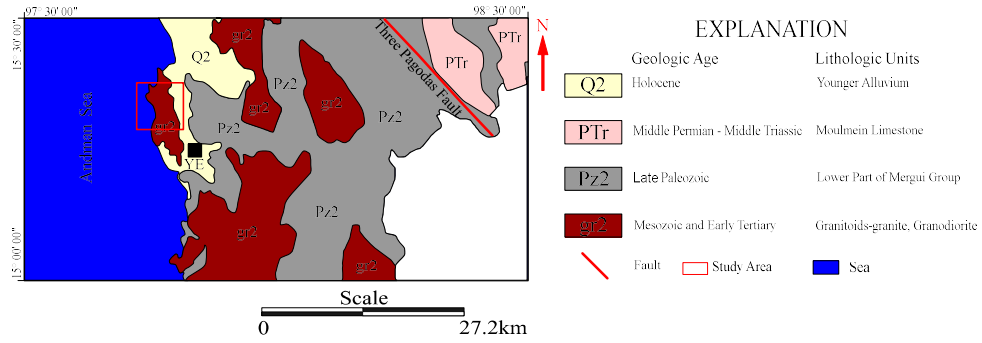 97° 30' 00"
98° 30' 00"
15° 30' 00"
15° 00' 00"
Andman Sea
Q2
gr2
Pz2
gr2
gr2
Pz2
Pz2
gr2
YE
Three Pagodas Fault
PTr
PTr
N
gr2
Pz2
gr2
Scale
0 27.2km
EXPLANATION
Geologic Age Lithologic Units
Q2 Holocene Younger Alluvium
PTr Middle Permian - Middle Triassic Moulmein Limestone
Pz2 Late Paleozoic Lower Part of Mergui Group
gr2 Mesozoic and Early Tertiary Granitoids-granite, Granodiorite
Fault Study Area Sea